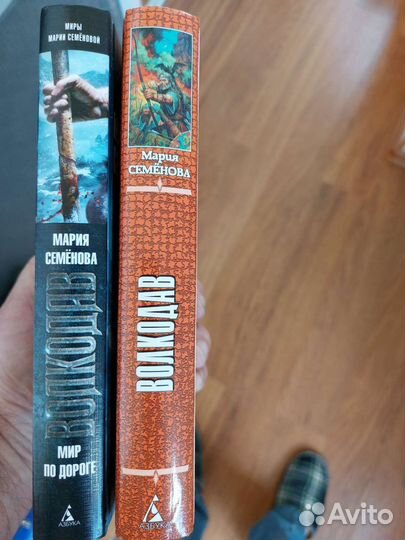 МИРЫ
МАРИИ СЕМЁНОВОЙ
МАРИЯ
СЕМЁНОВА
ВОЛКОДАВ
МИР
ПО ДОРОГЕ
АЗБУКА
Мария
СЕМЁНОВА
ВОЛКОДАВ
АЗБУКА
Avito